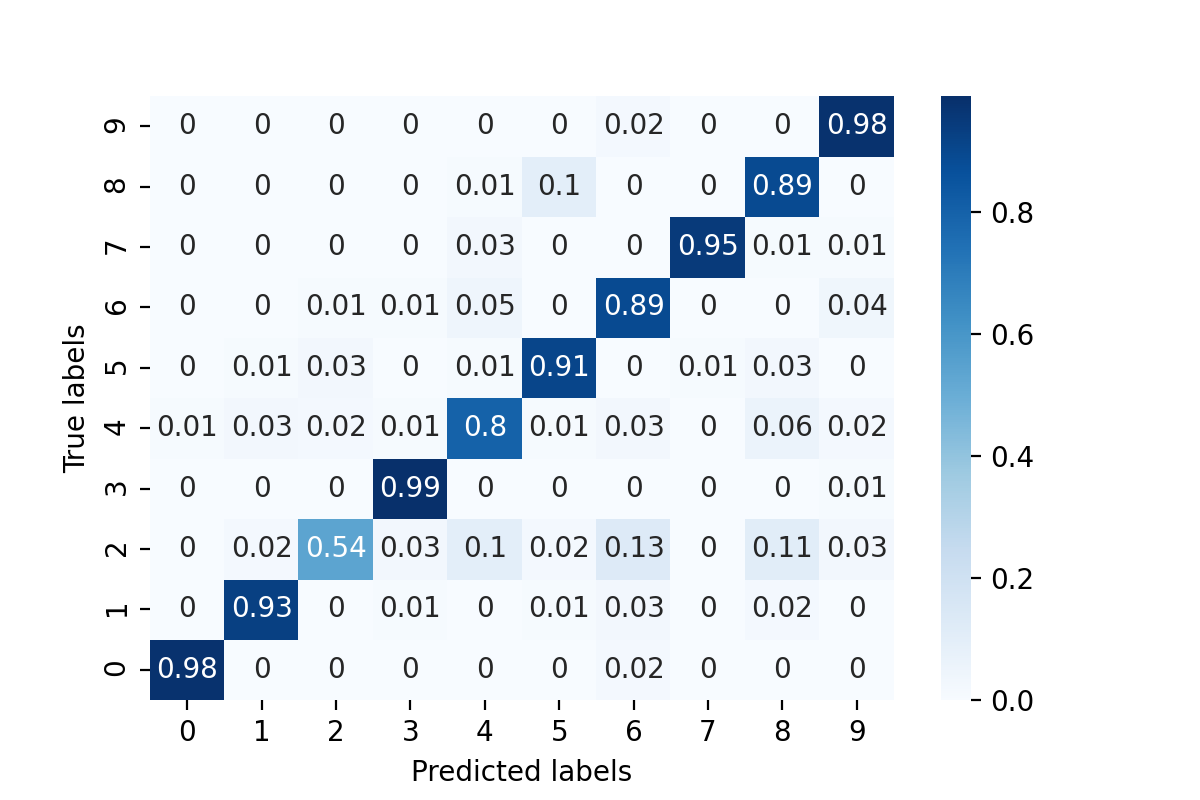 9 0 0 0 0 0 0 0.02 0 0 0.98
8 0 0 0 0 0.01 0.1 0 0 0.89 0
0.8
7 0 0 0 0 0.03 0 0 0.95 0.01 0.01
6 0 0 0.01 0.01 0.05 0 0.89 0 0 0.04
0.6
5 0 0.01 0.03 0 0.01 0.91 0 0.01 0.03 0
True labels
4 0.01 0.03 0.02 0.01 0.8 0.01 0.03 0 0.06 0.02
0.4
3 0 0 0 0.99 0 0 0 0 0 0.01
2 0 0.02 0.54 0.03 0.1 0.02 0.13 0 0.11 0.03
0.2
1 0 0.93 0 0.01 0 0.01 0.03 0 0.02 0
0 0.98 0 0 0 0 0 0.02 0 0 0
0.0
0 1 2 3 4 5 6 7 8 9
Predicted labels